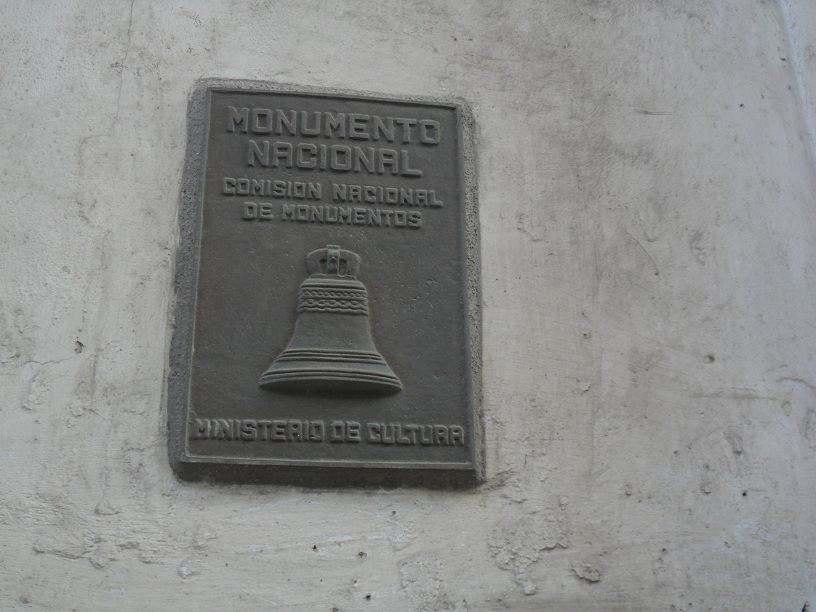 MONUMENTO
NACIONAL
COMISION NACIONAL
DE MONUMENTOS
MINISTERIO DE CULTURA